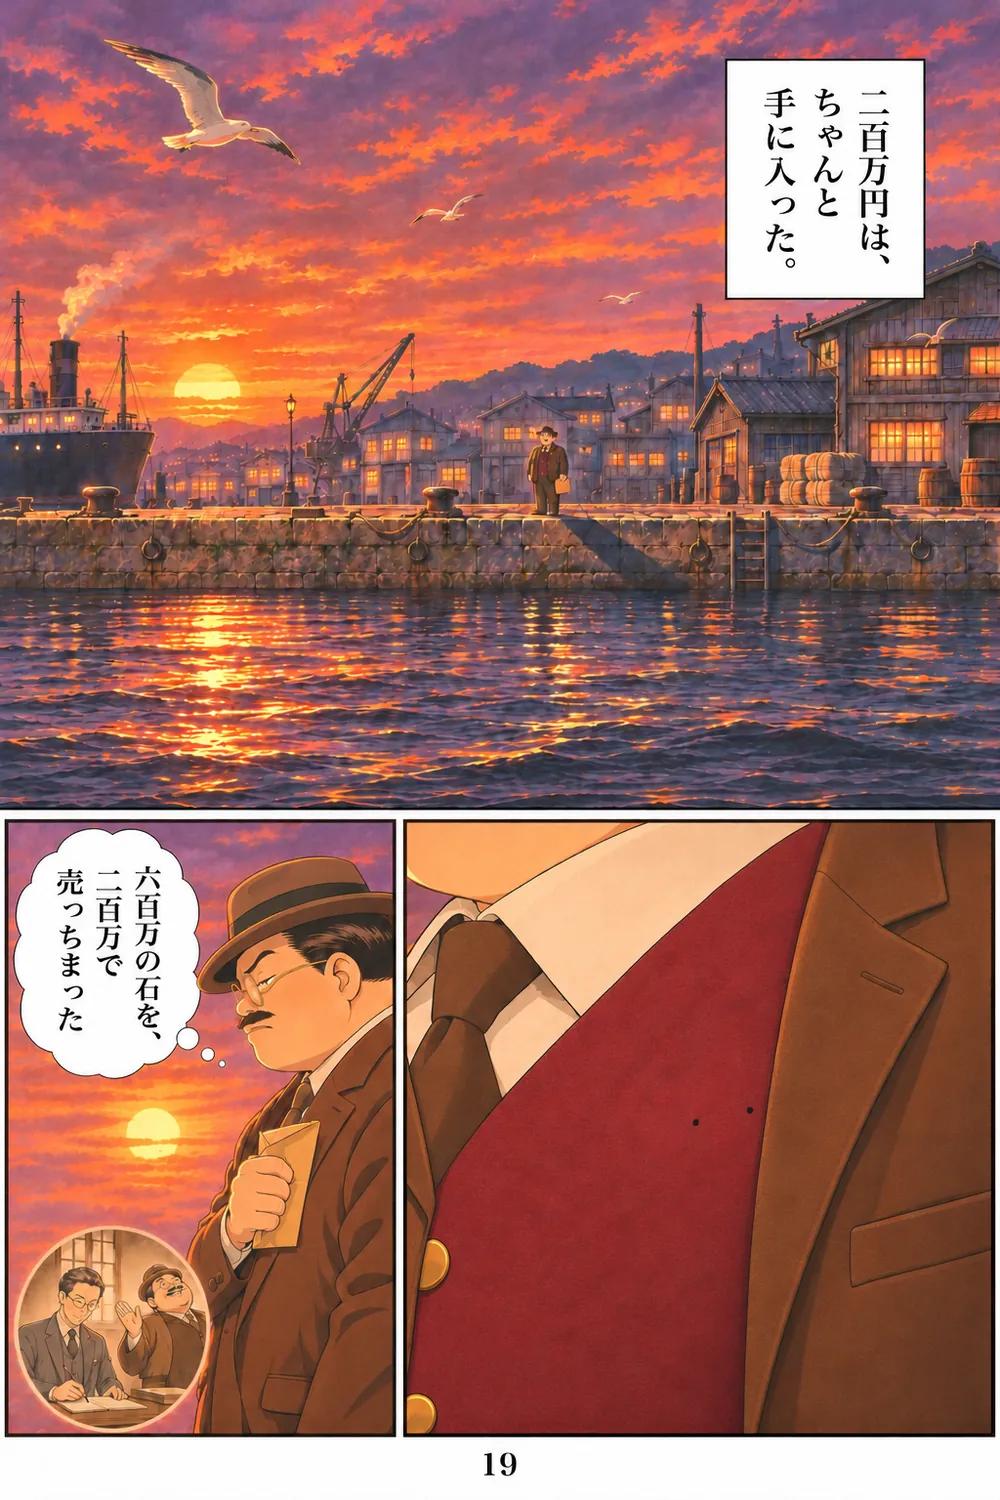 二百万円は、
ちゃんと
手に入った。
六百万の石を、
二百万で
売っちまった
19